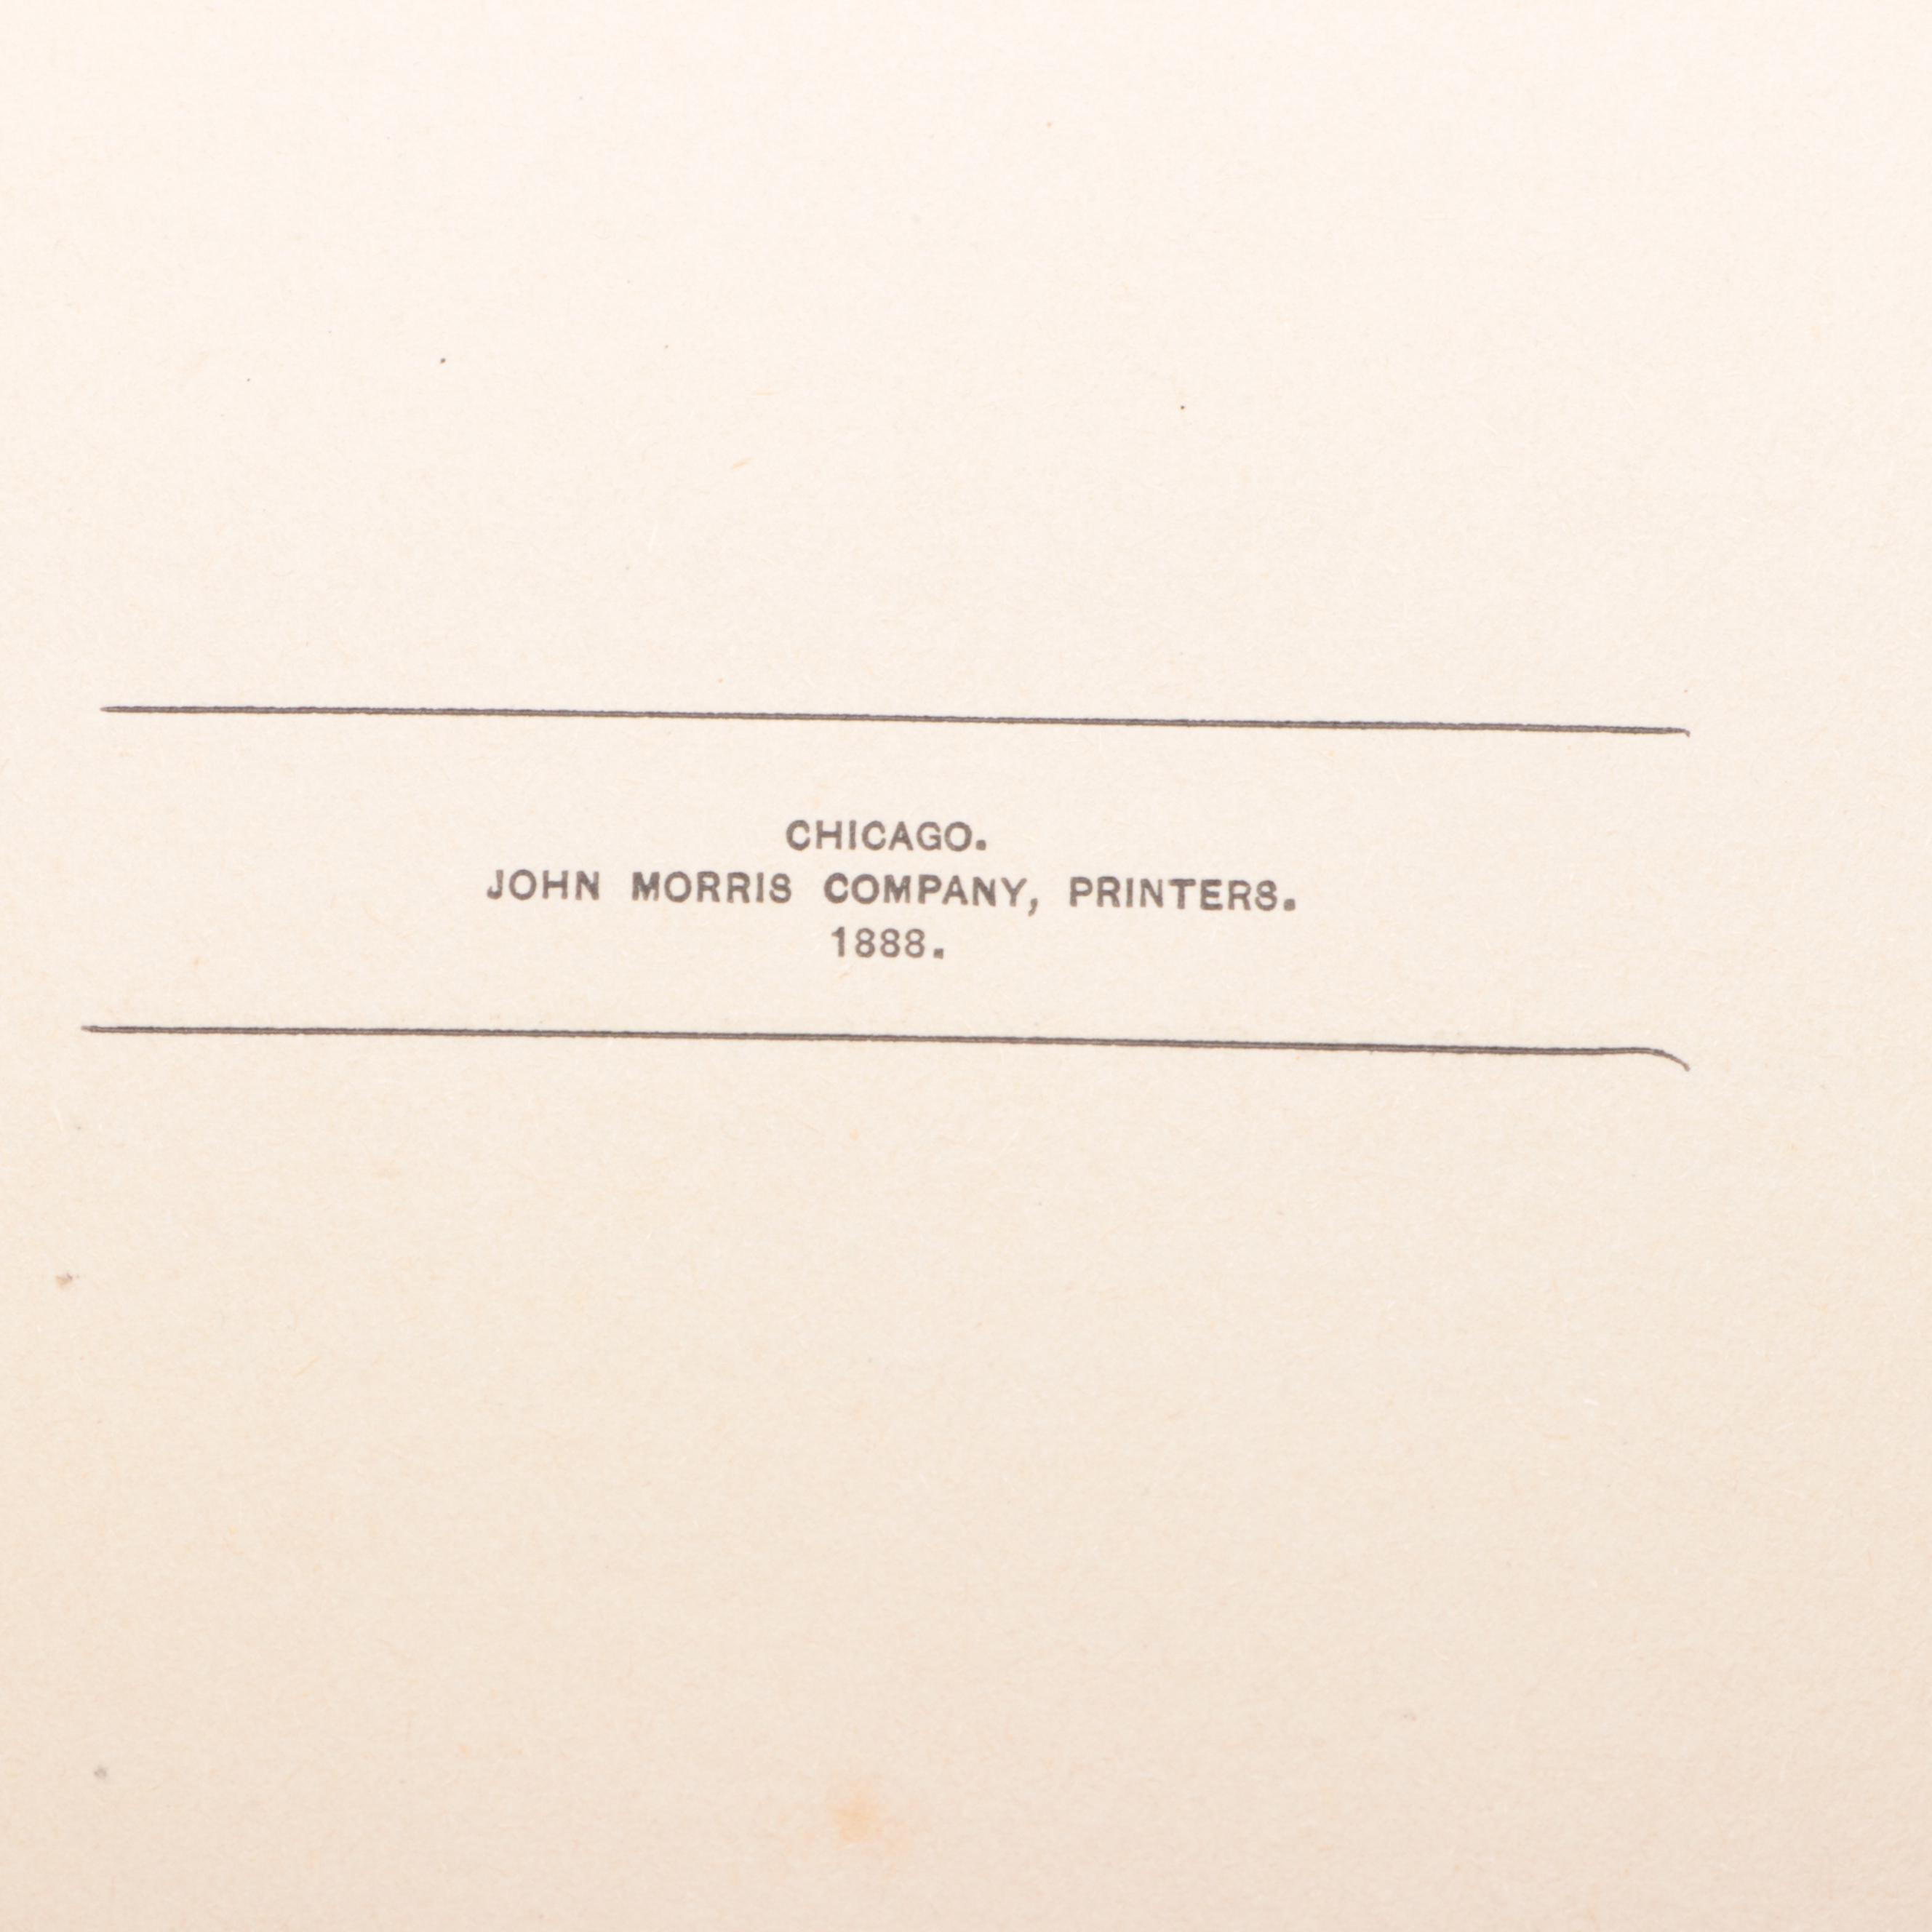 CHICAGO.
JOHN MORRIS COMPANY, PRINTERS.
1888.